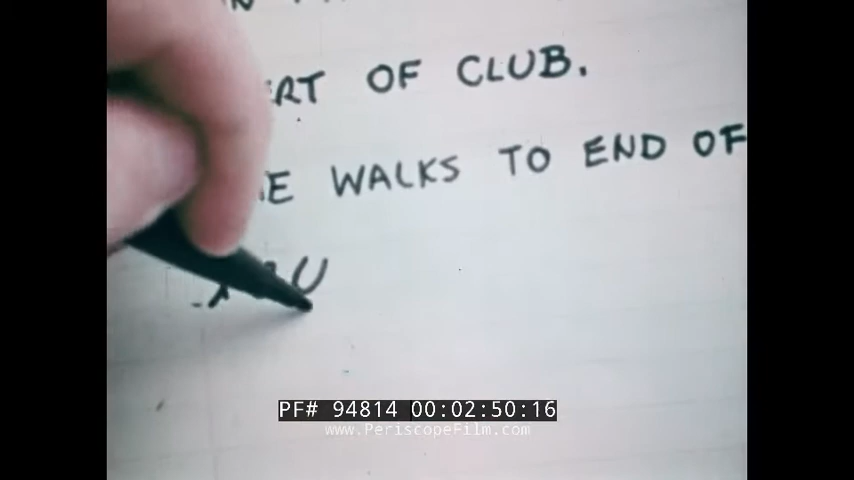 OF CLUB.
WALKS TO END OF
PF# 94814 00:02:50:16
www.PeriscopeFilm.com